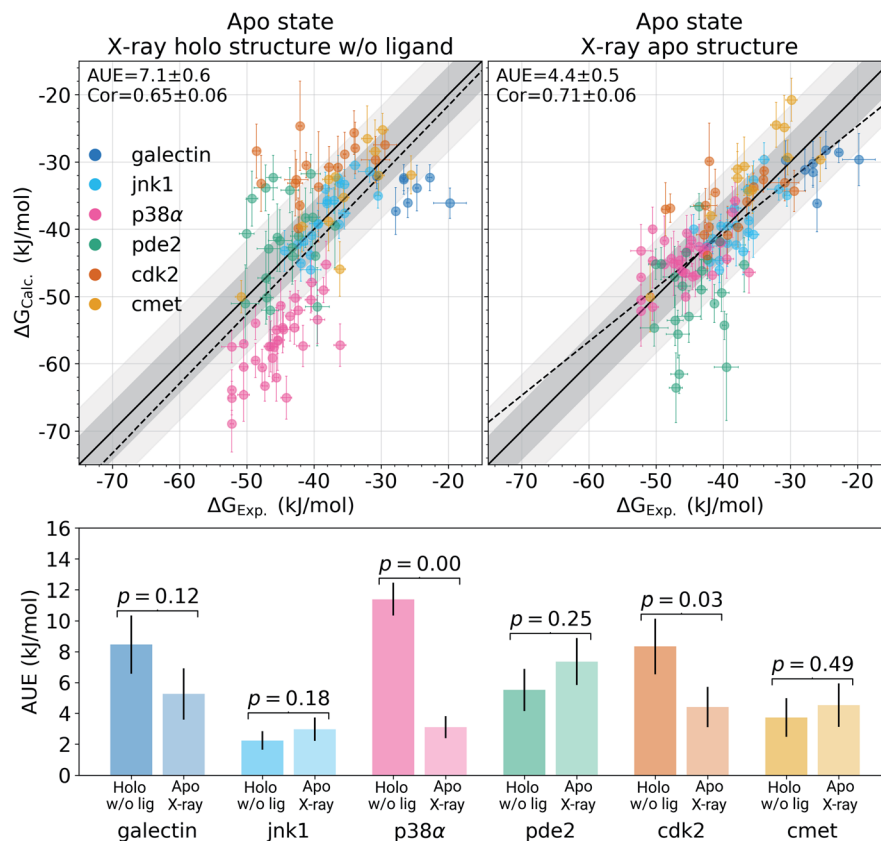 Apo state
X-ray holo structure w/o ligand
Apo state
X-ray apo structure
AUE=7.1±0.6
Cor=0.65±0.06
AUE=4.4±0.5
Cor=0.71±0.06
galectin
jnk1
p38α
pde2
cdk2
cmet
-20
-30
-40
-50
-60
-70
ΔG_Calc. (kJ/mol)
-70 -60 -50 -40 -30 -20
-70 -60 -50 -40 -30 -20
ΔG_Exp. (kJ/mol)
ΔG_Exp. (kJ/mol)
16
14
12
10
8
6
4
2
0
AUE (kJ/mol)
p = 0.12
p = 0.18
p = 0.00
p = 0.25
p = 0.03
p = 0.49
Holo Apo Holo Apo Holo Apo Holo Apo Holo Apo Holo Apo
w/o lig X-ray w/o lig X-ray w/o lig X-ray w/o lig X-ray w/o lig X-ray w/o lig X-ray
galectin jnk1 p38α pde2 cdk2 cmet